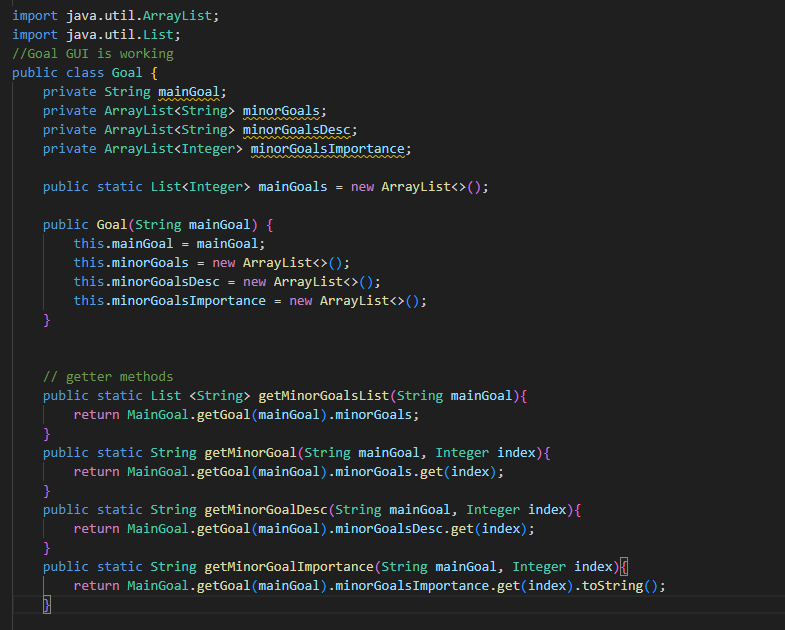 import java.util.ArrayList;
import java.util.List;
//Goal GUI is working
public class Goal {
    private String mainGoal;
    private ArrayList<String> minorGoals;
    private ArrayList<String> minorGoalsDesc;
    private ArrayList<Integer> minorGoalsImportance;

    public static List<Integer> mainGoals = new ArrayList<>();

    public Goal(String mainGoal) {
        this.mainGoal = mainGoal;
        this.minorGoals = new ArrayList<>();
        this.minorGoalsDesc = new ArrayList<>();
        this.minorGoalsImportance = new ArrayList<>();
    }


    // getter methods
    public static List <String> getMinorGoalsList(String mainGoal){
        return MainGoal.getGoal(mainGoal).minorGoals;
    }
    public static String getMinorGoal(String mainGoal, Integer index){
        return MainGoal.getGoal(mainGoal).minorGoals.get(index);
    }
    public static String getMinorGoalDesc(String mainGoal, Integer index){
        return MainGoal.getGoal(mainGoal).minorGoalsDesc.get(index);
    }
    public static String getMinorGoalImportance(String mainGoal, Integer index){
        return MainGoal.getGoal(mainGoal).minorGoalsImportance.get(index).toString();
    }